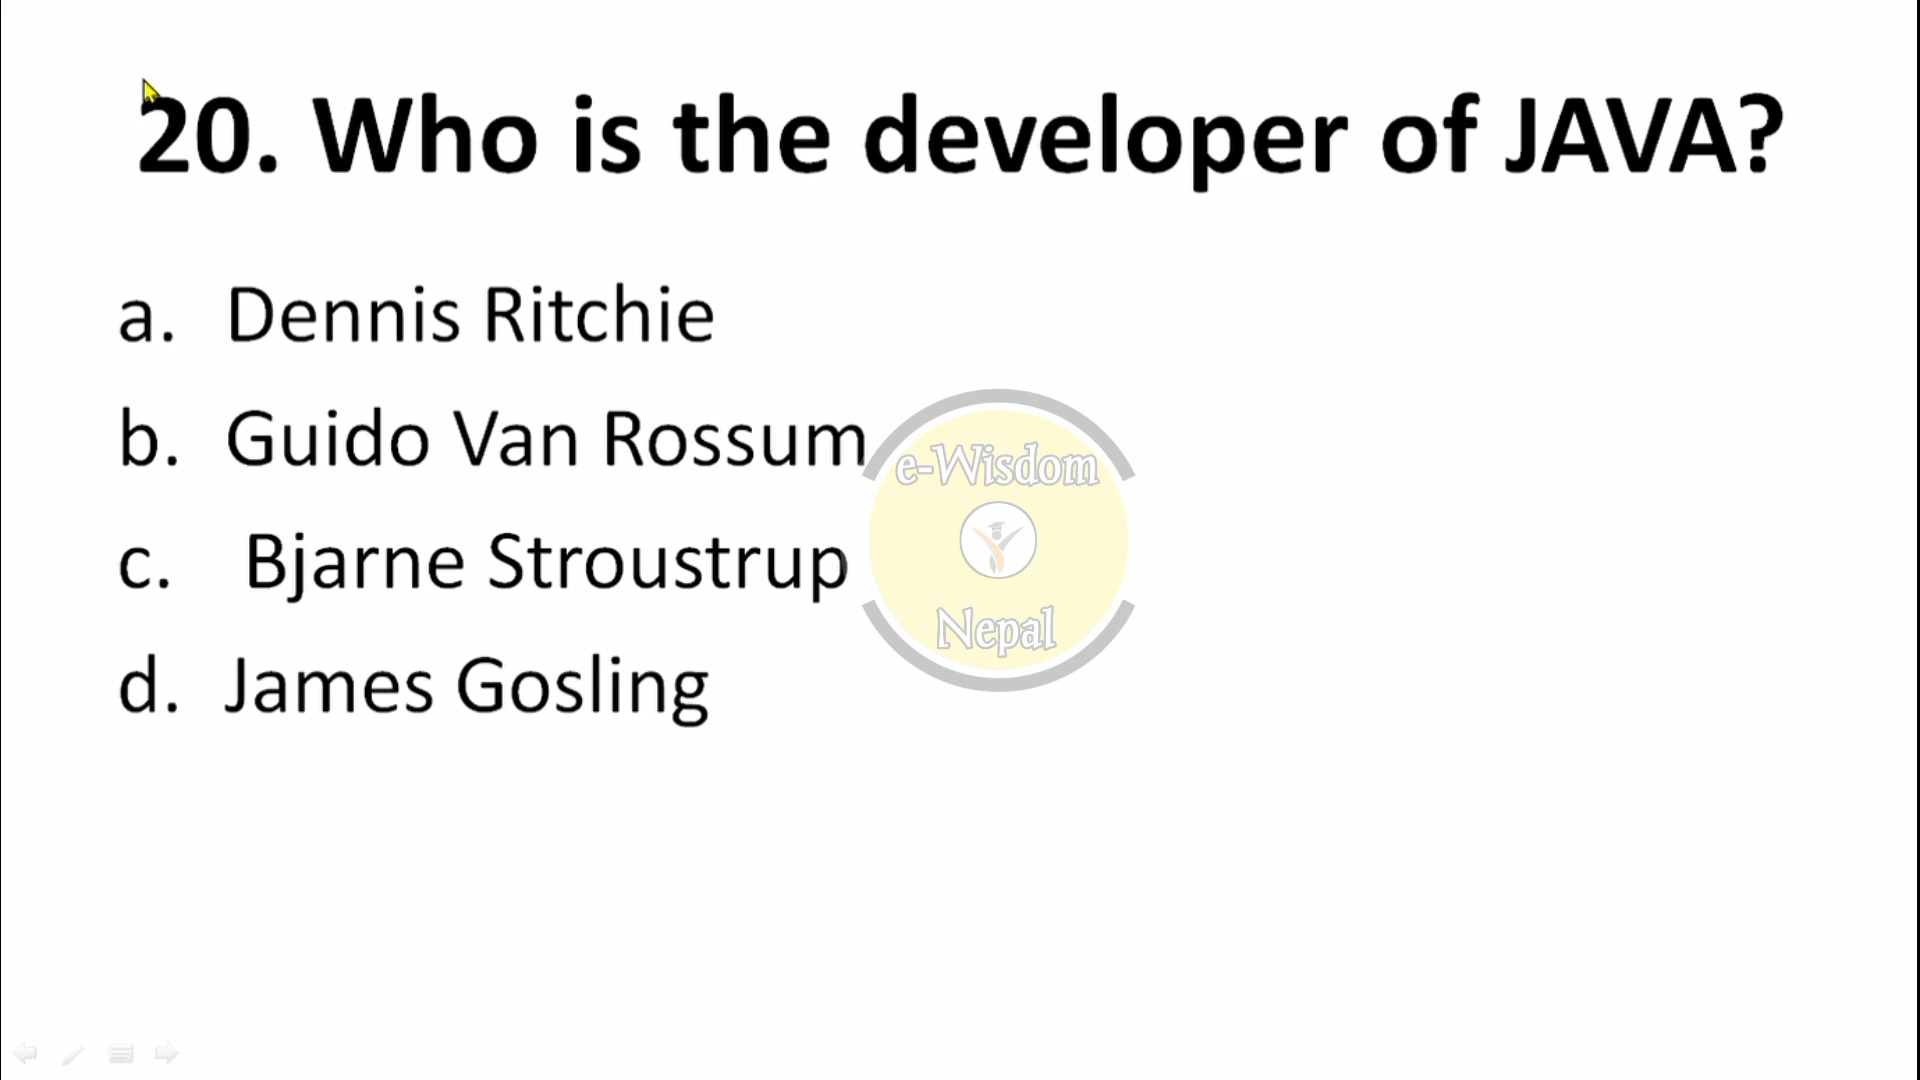 20. Who is the developer of JAVA?
a. Dennis Ritchie
b. Guido Van Rossum
c. Bjarne Stroustrup
d. James Gosling
e-Wisdom
Nepal